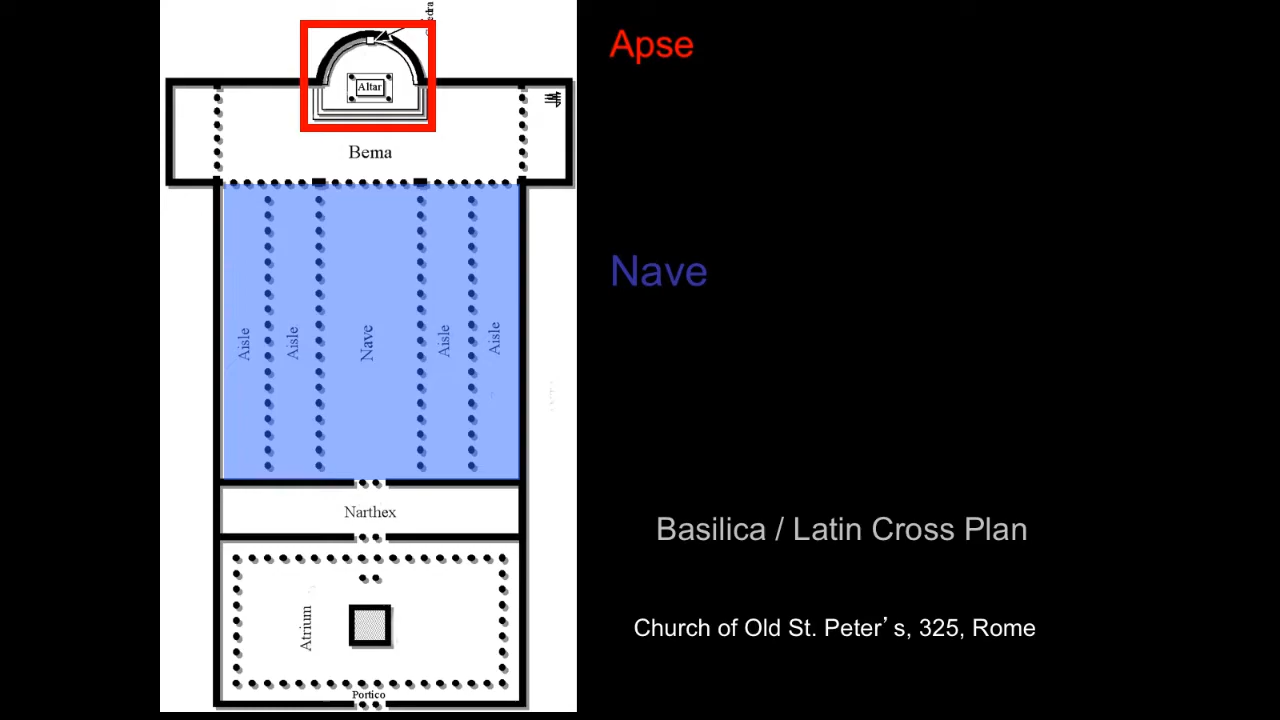 Apse
Altar
Bema
Nave
Aisle
Aisle
Nave
Aisle
Aisle
Narthex
Basilica / Latin Cross Plan
Atrium
Church of Old St. Peter’s, 325, Rome
Portico